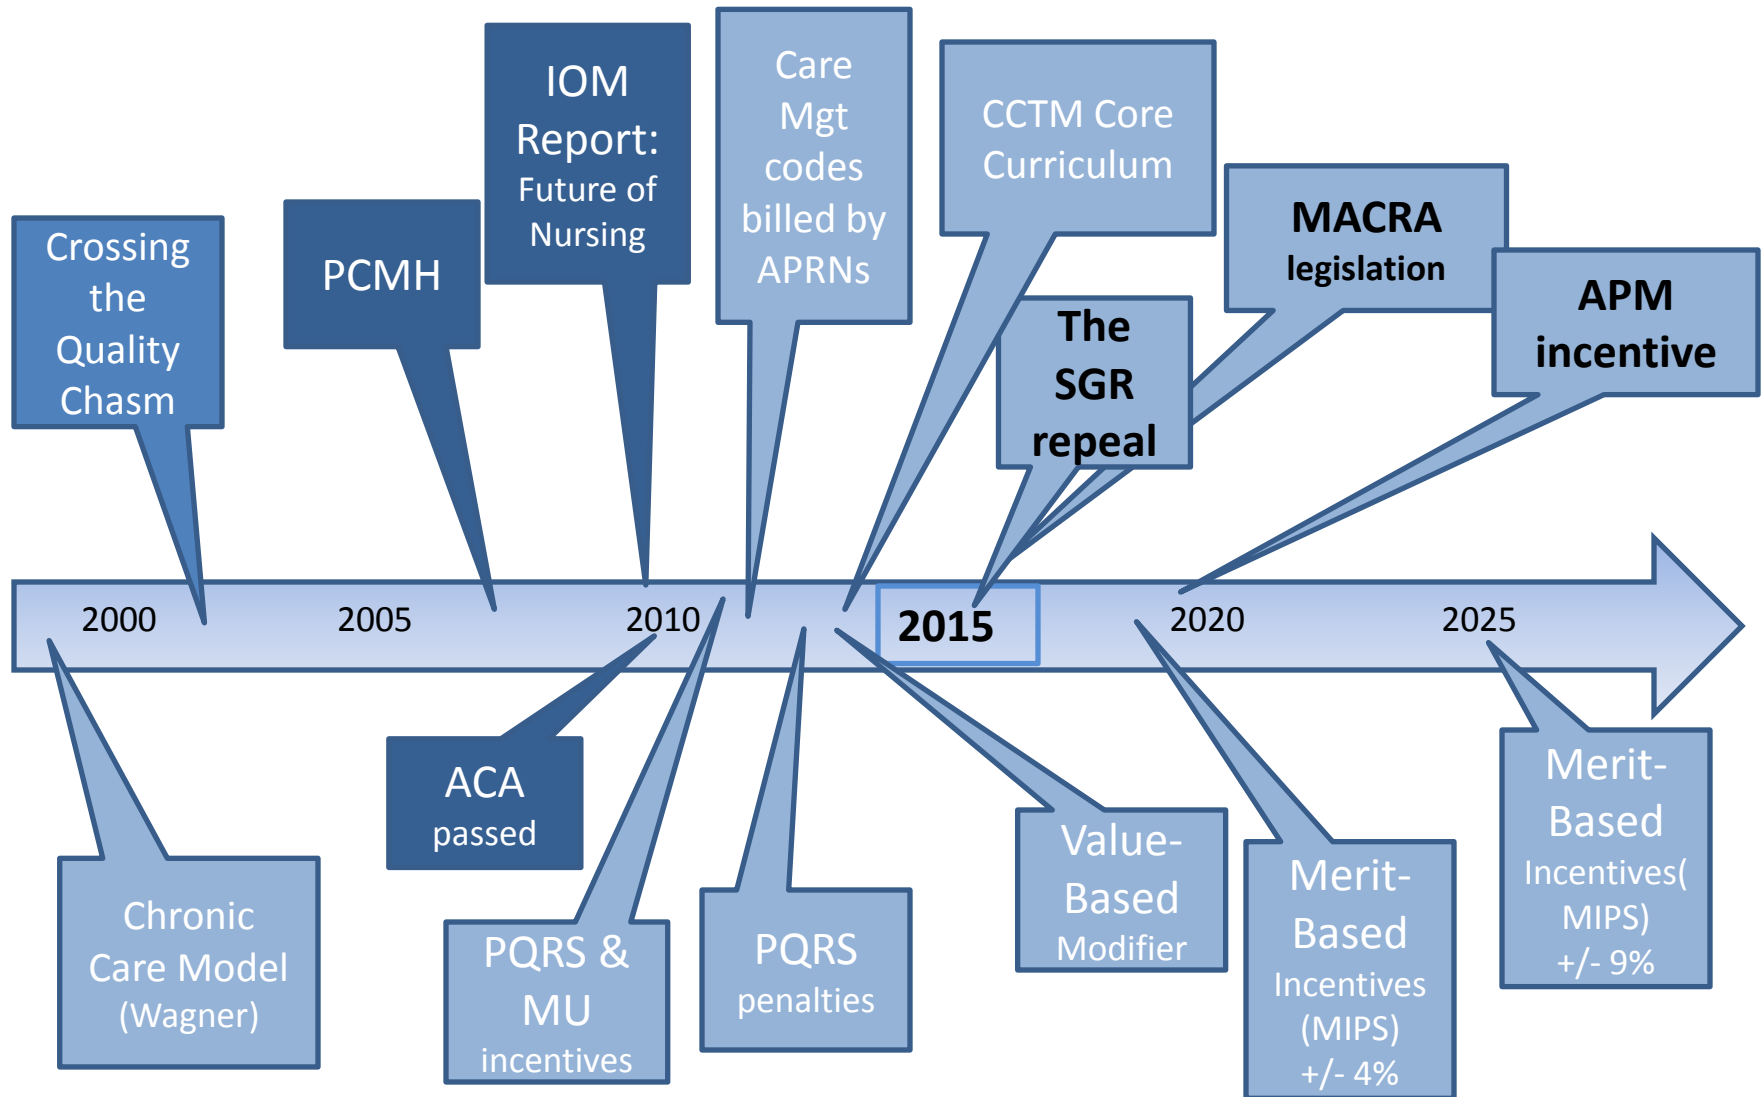 Crossing
the
Quality
Chasm
PCMH
IOM
Report:
Future of
Nursing
Care
Mgt
codes
billed by
APRNs
CCTM Core
Curriculum
The
SGR
repeal
MACRA
legislation
APM
incentive
2000
2005
2010
2015
2020
2025
Chronic
Care Model
(Wagner)
ACA
passed
PQRS &
MU
incentives
PQRS
penalties
Value-
Based
Modifier
Merit-
Based
Incentives
(MIPS)
+/- 4%
Merit-
Based
Incentives(
MIPS)
+/- 9%